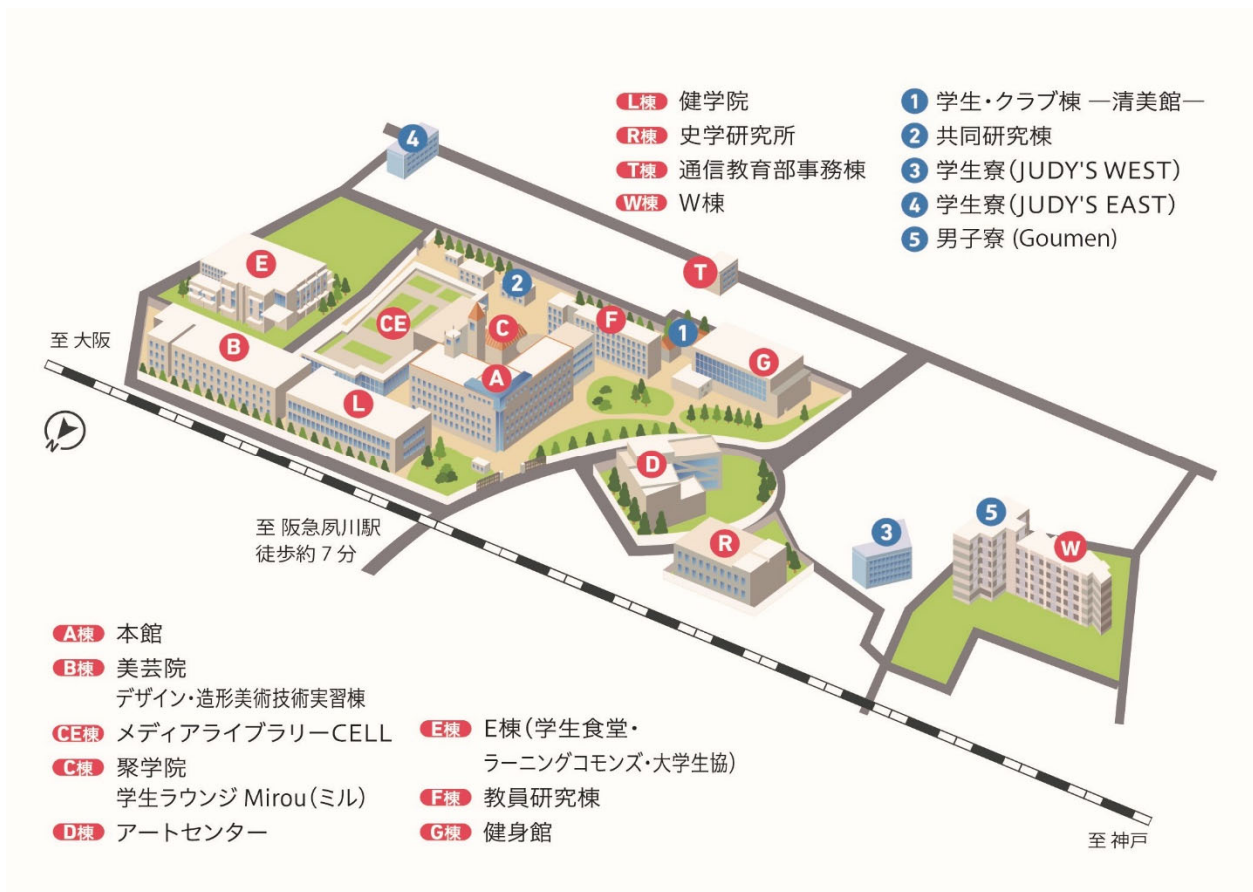 L棟 健学院
R棟 史学研究所
T棟 通信教育部事務棟
W棟 W棟
1 学生・クラブ棟 ―清美館―
2 共同研究棟
3 学生寮(JUDY'S WEST)
4 学生寮(JUDY'S EAST)
5 男子寮 (Goumen)
4
E
2
T
CE
C
F
1
B
A
G
L
D
R
3
5
W
至 大阪
N
至 阪急夙川駅
徒歩約 7 分
A棟 本館
B棟 美芸院
デザイン・造形美術技術実習棟
CE棟 メディアライブラリーCELL
C棟 聚学院
学生ラウンジ Mirou(ミル)
D棟 アートセンター
E棟 E棟(学生食堂・
ラーニングコモンズ・大学生協)
F棟 教員研究棟
G棟 健身館
至 神戸